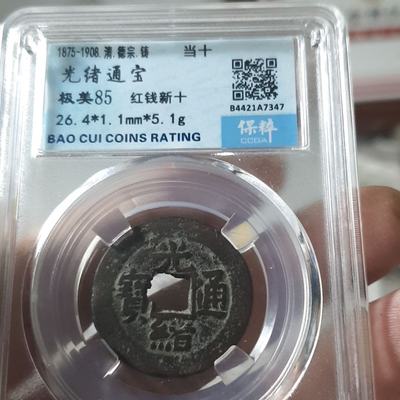 1875-1908.清.德宗.铸 当十
光绪通宝
极美85 红钱新十
26.4*1.1mm*5.1g
B4421A7347
BAO CUI COINS RATING
保粹
CCGA
光緒通寶